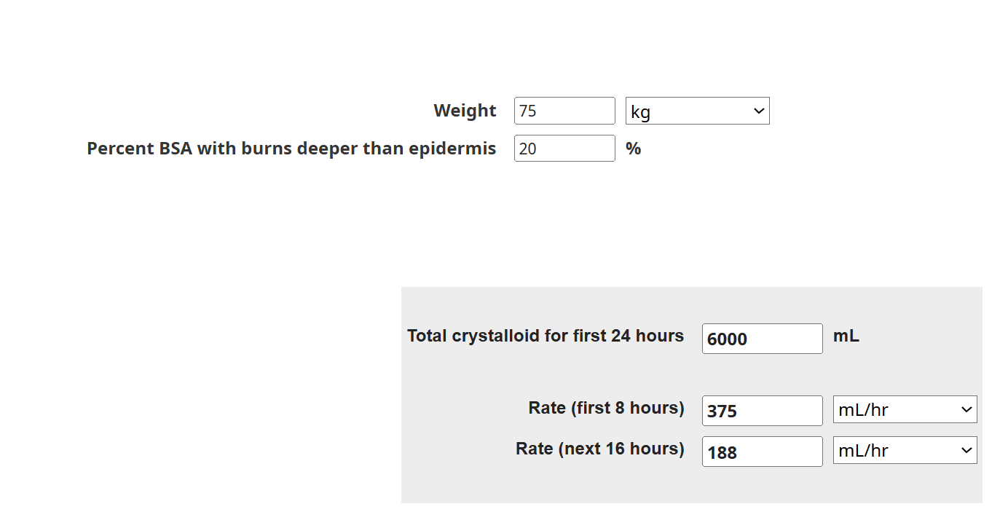 Weight 75 kg
Percent BSA with burns deeper than epidermis 20 %
Total crystalloid for first 24 hours 6000 mL
Rate (first 8 hours) 375 mL/hr
Rate (next 16 hours) 188 mL/hr